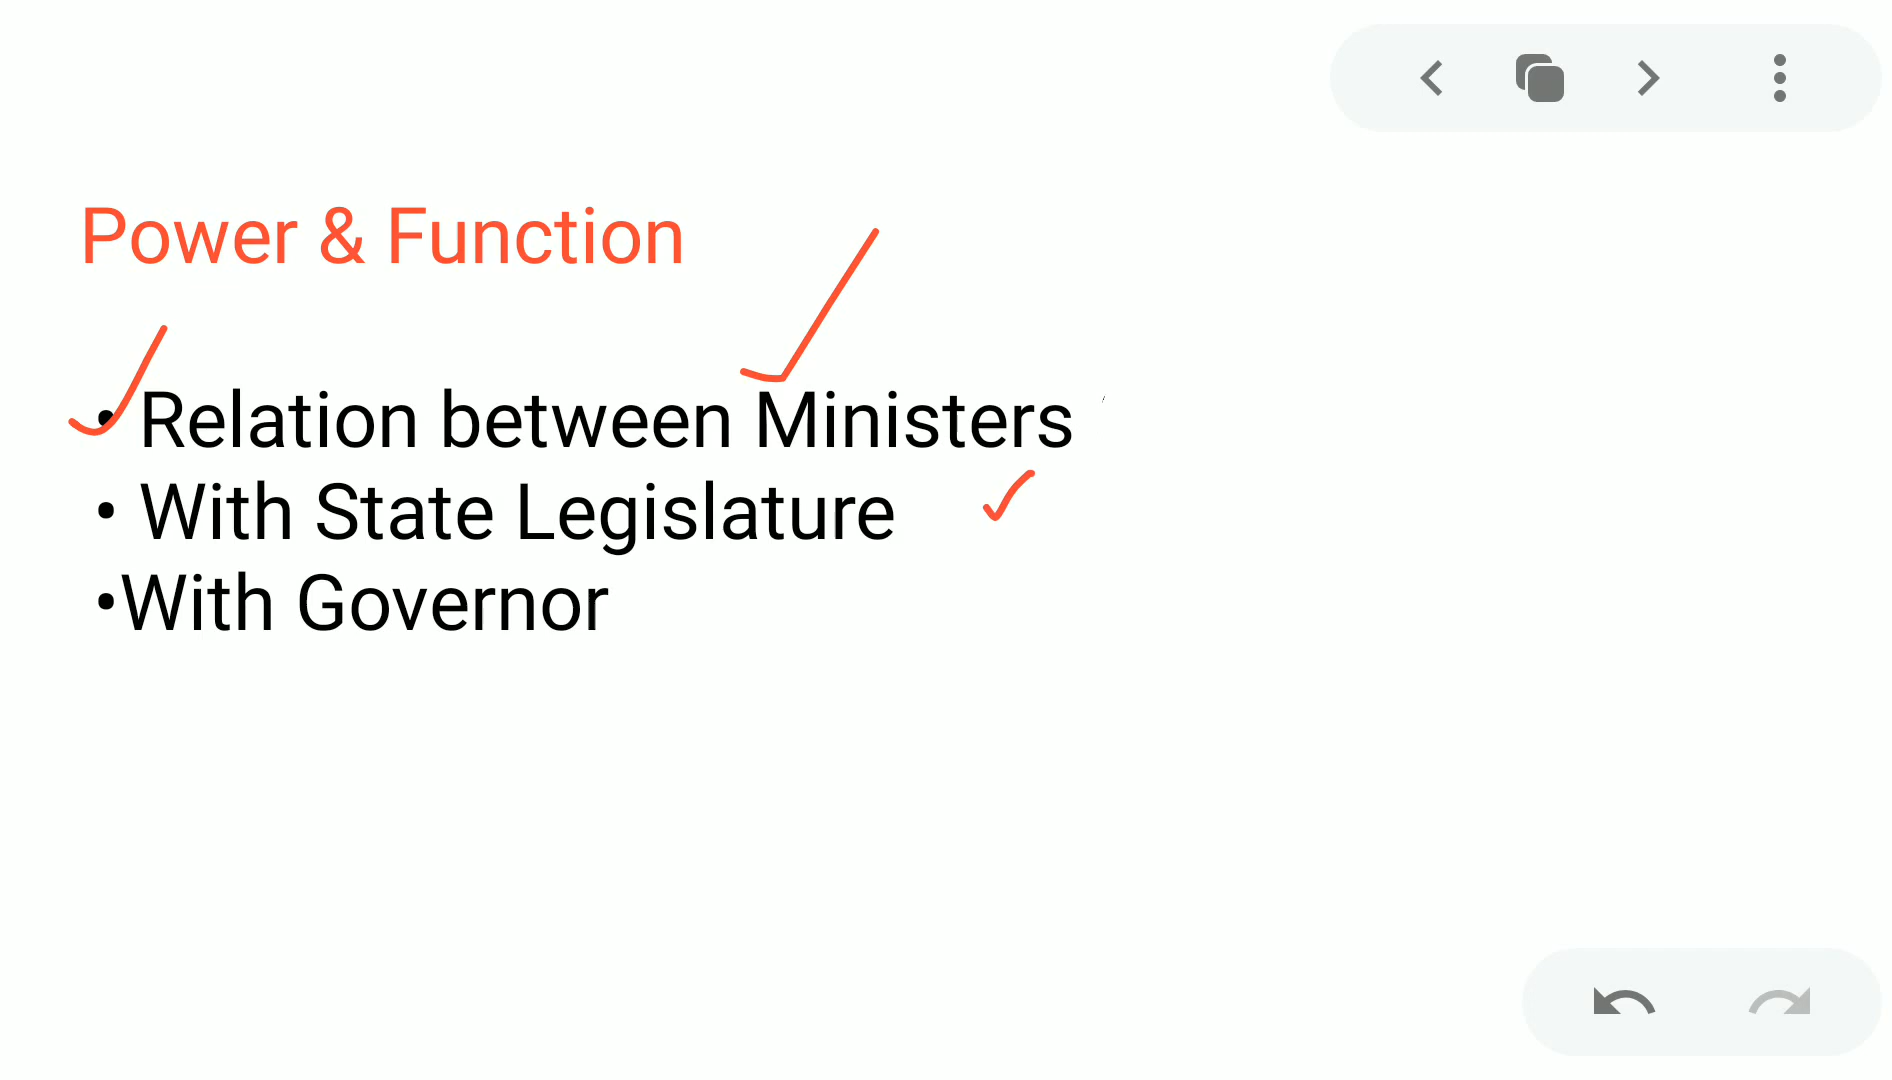 Power & Function
• Relation between Ministers
• With State Legislature
•With Governor